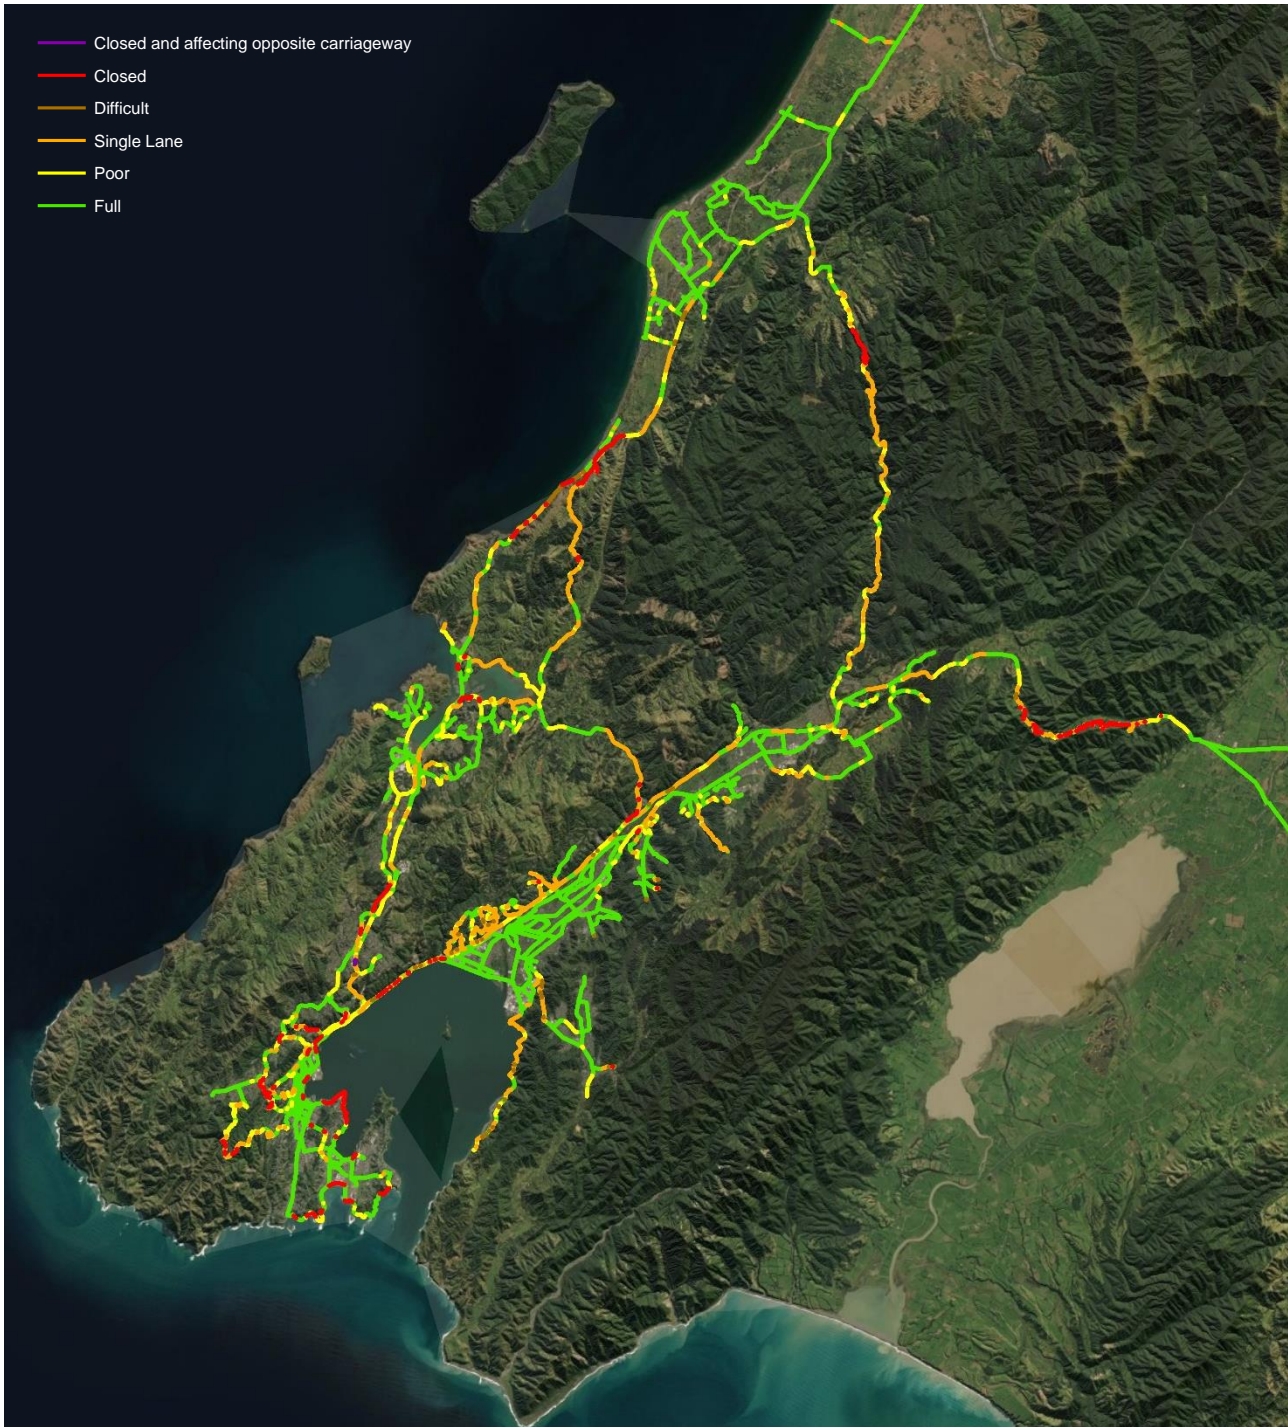 Closed and affecting opposite carriageway
Closed
Difficult
Single Lane
Poor
Full